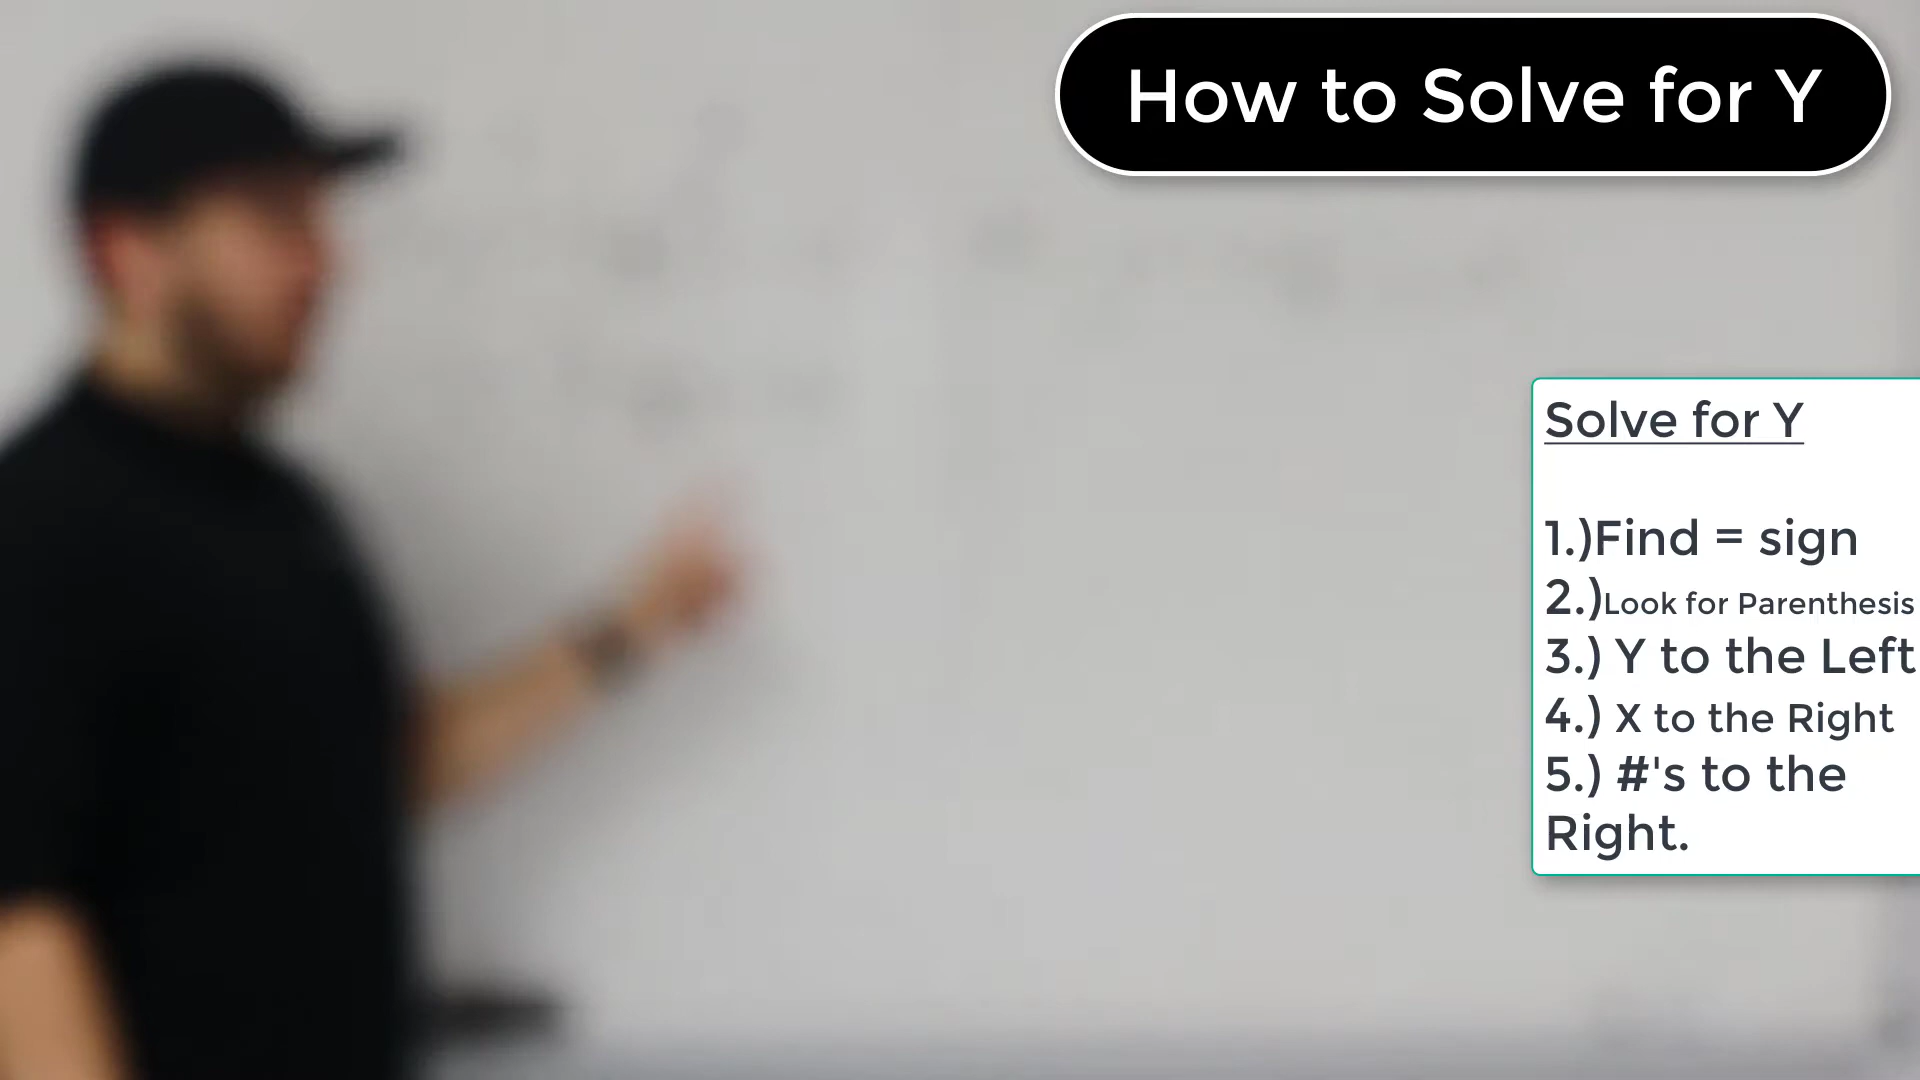 How to Solve for Y
Solve for Y
1.)Find = sign
2.)Look for Parenthesis
3.) Y to the Left
4.) X to the Right
5.) #'s to the
Right.